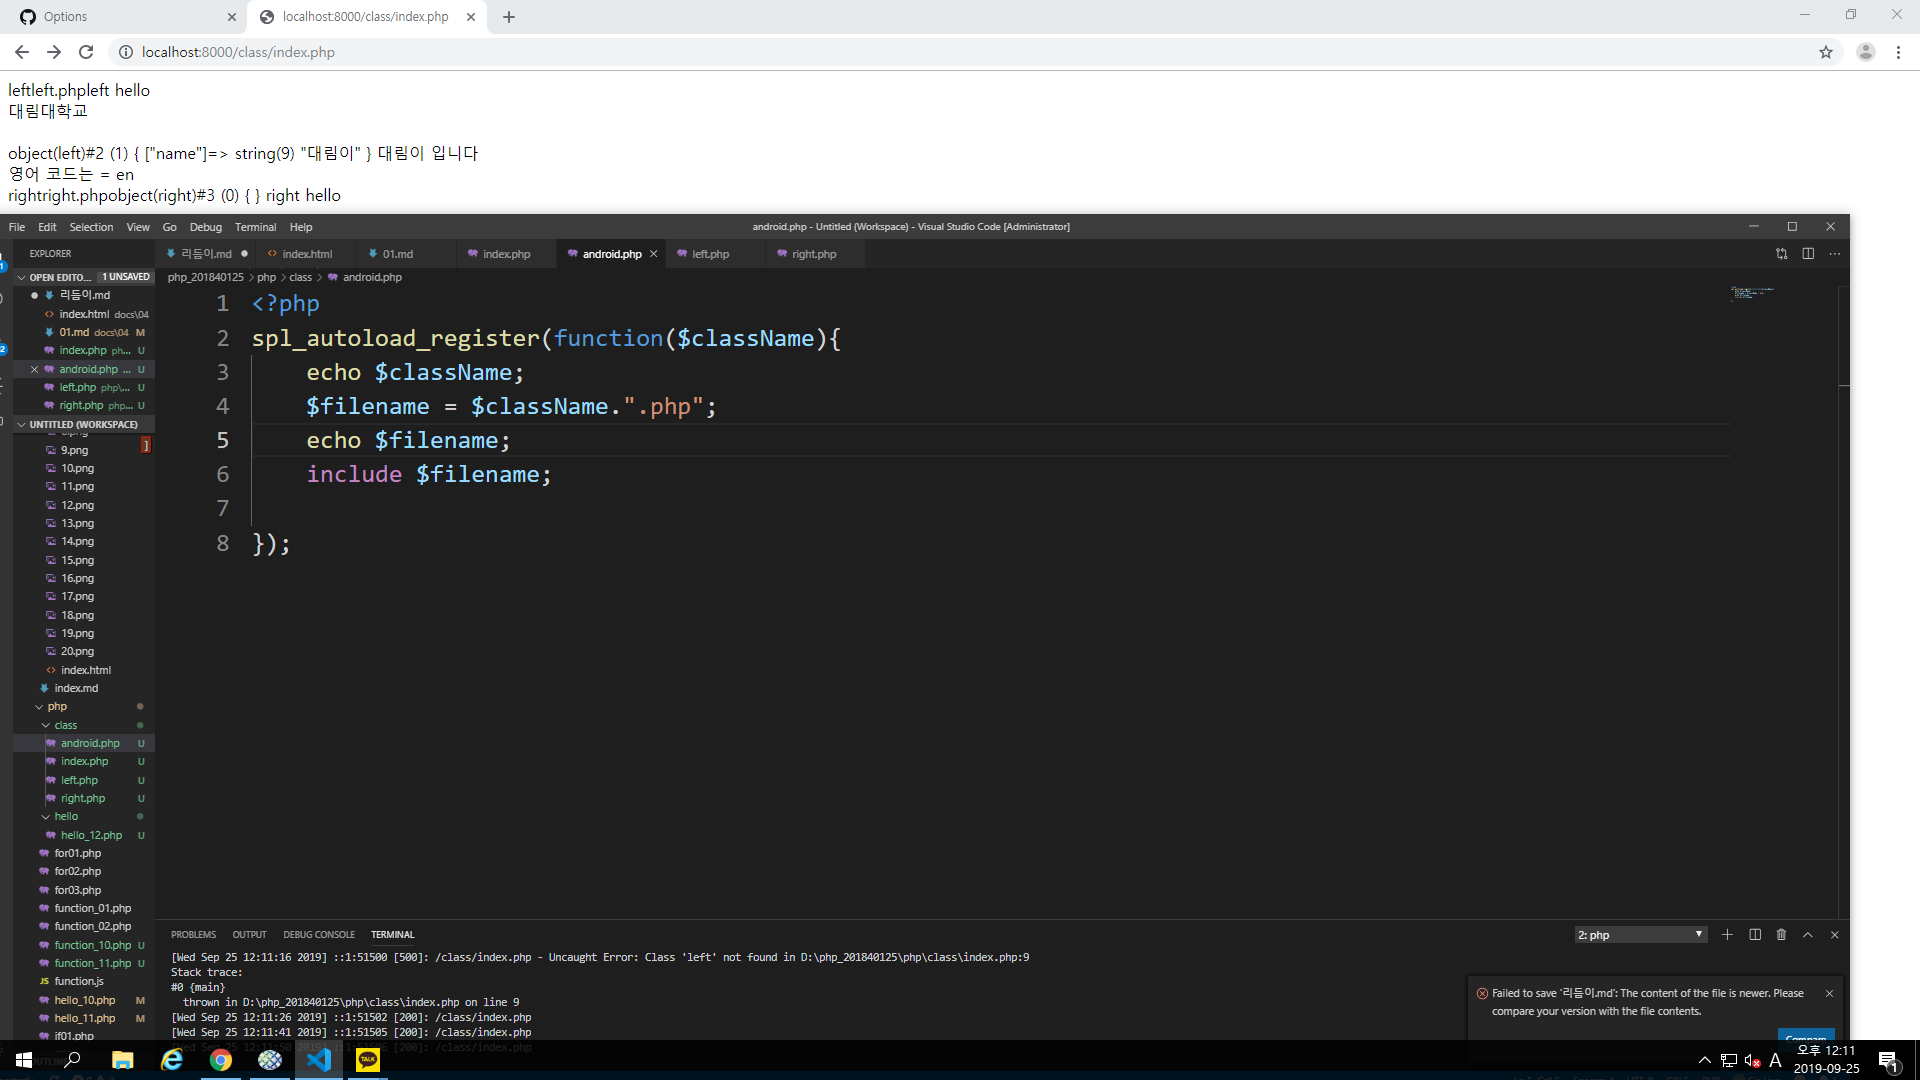 Options
localhost:8000/class/index.php
localhost:8000/class/index.php
leftleft.phpleft hello
대림대학교
object(left)#2 (1) { ["name"]=> string(9) "대림이" } 대림이 입니다
영어 코드는 = en
rightright.phpobject(right)#3 (0) { } right hello
File Edit Selection View Go Debug Terminal Help
android.php - Untitled (Workspace) - Visual Studio Code [Administrator]
EXPLORER
리듬이.md index.html 01.md index.php android.php left.php right.php
OPEN EDITO... 1 UNSAVED
php_201840125 > php > class > android.php
리듬이.md
index.html docs\04
01.md docs\04 M
index.php ph... U
android.php ... U
left.php php\... U
right.php php... U
UNTITLED (WORKSPACE)
9.png
10.png
11.png
12.png
13.png
14.png
15.png
16.png
17.png
18.png
19.png
20.png
index.html
index.md
php
class
android.php U
index.php U
left.php U
right.php U
hello
hello_12.php U
for01.php
for02.php
for03.php
function_01.php
function_02.php
function_10.php U
function_11.php U
JS function.js
hello_10.php M
hello_11.php M
if01.php
1 <?php
2 spl_autoload_register(function($className){
3 echo $className;
4 $filename = $className.".php";
5 echo $filename;
6 include $filename;
7
8 });
PROBLEMS OUTPUT DEBUG CONSOLE TERMINAL
2: php
[Wed Sep 25 12:11:16 2019] ::1:51500 [500]: /class/index.php - Uncaught Error: Class 'left' not found in D:\php_201840125\php\class\index.php:9
Stack trace:
#0 {main}
thrown in D:\php_201840125\php\class\index.php on line 9
[Wed Sep 25 12:11:26 2019] ::1:51502 [200]: /class/index.php
[Wed Sep 25 12:11:41 2019] ::1:51505 [200]: /class/index.php
Failed to save '리듬이.md': The content of the file is newer. Please
compare your version with the file contents.
Compare
TALK
A
오후 12:11
2019-09-25
1